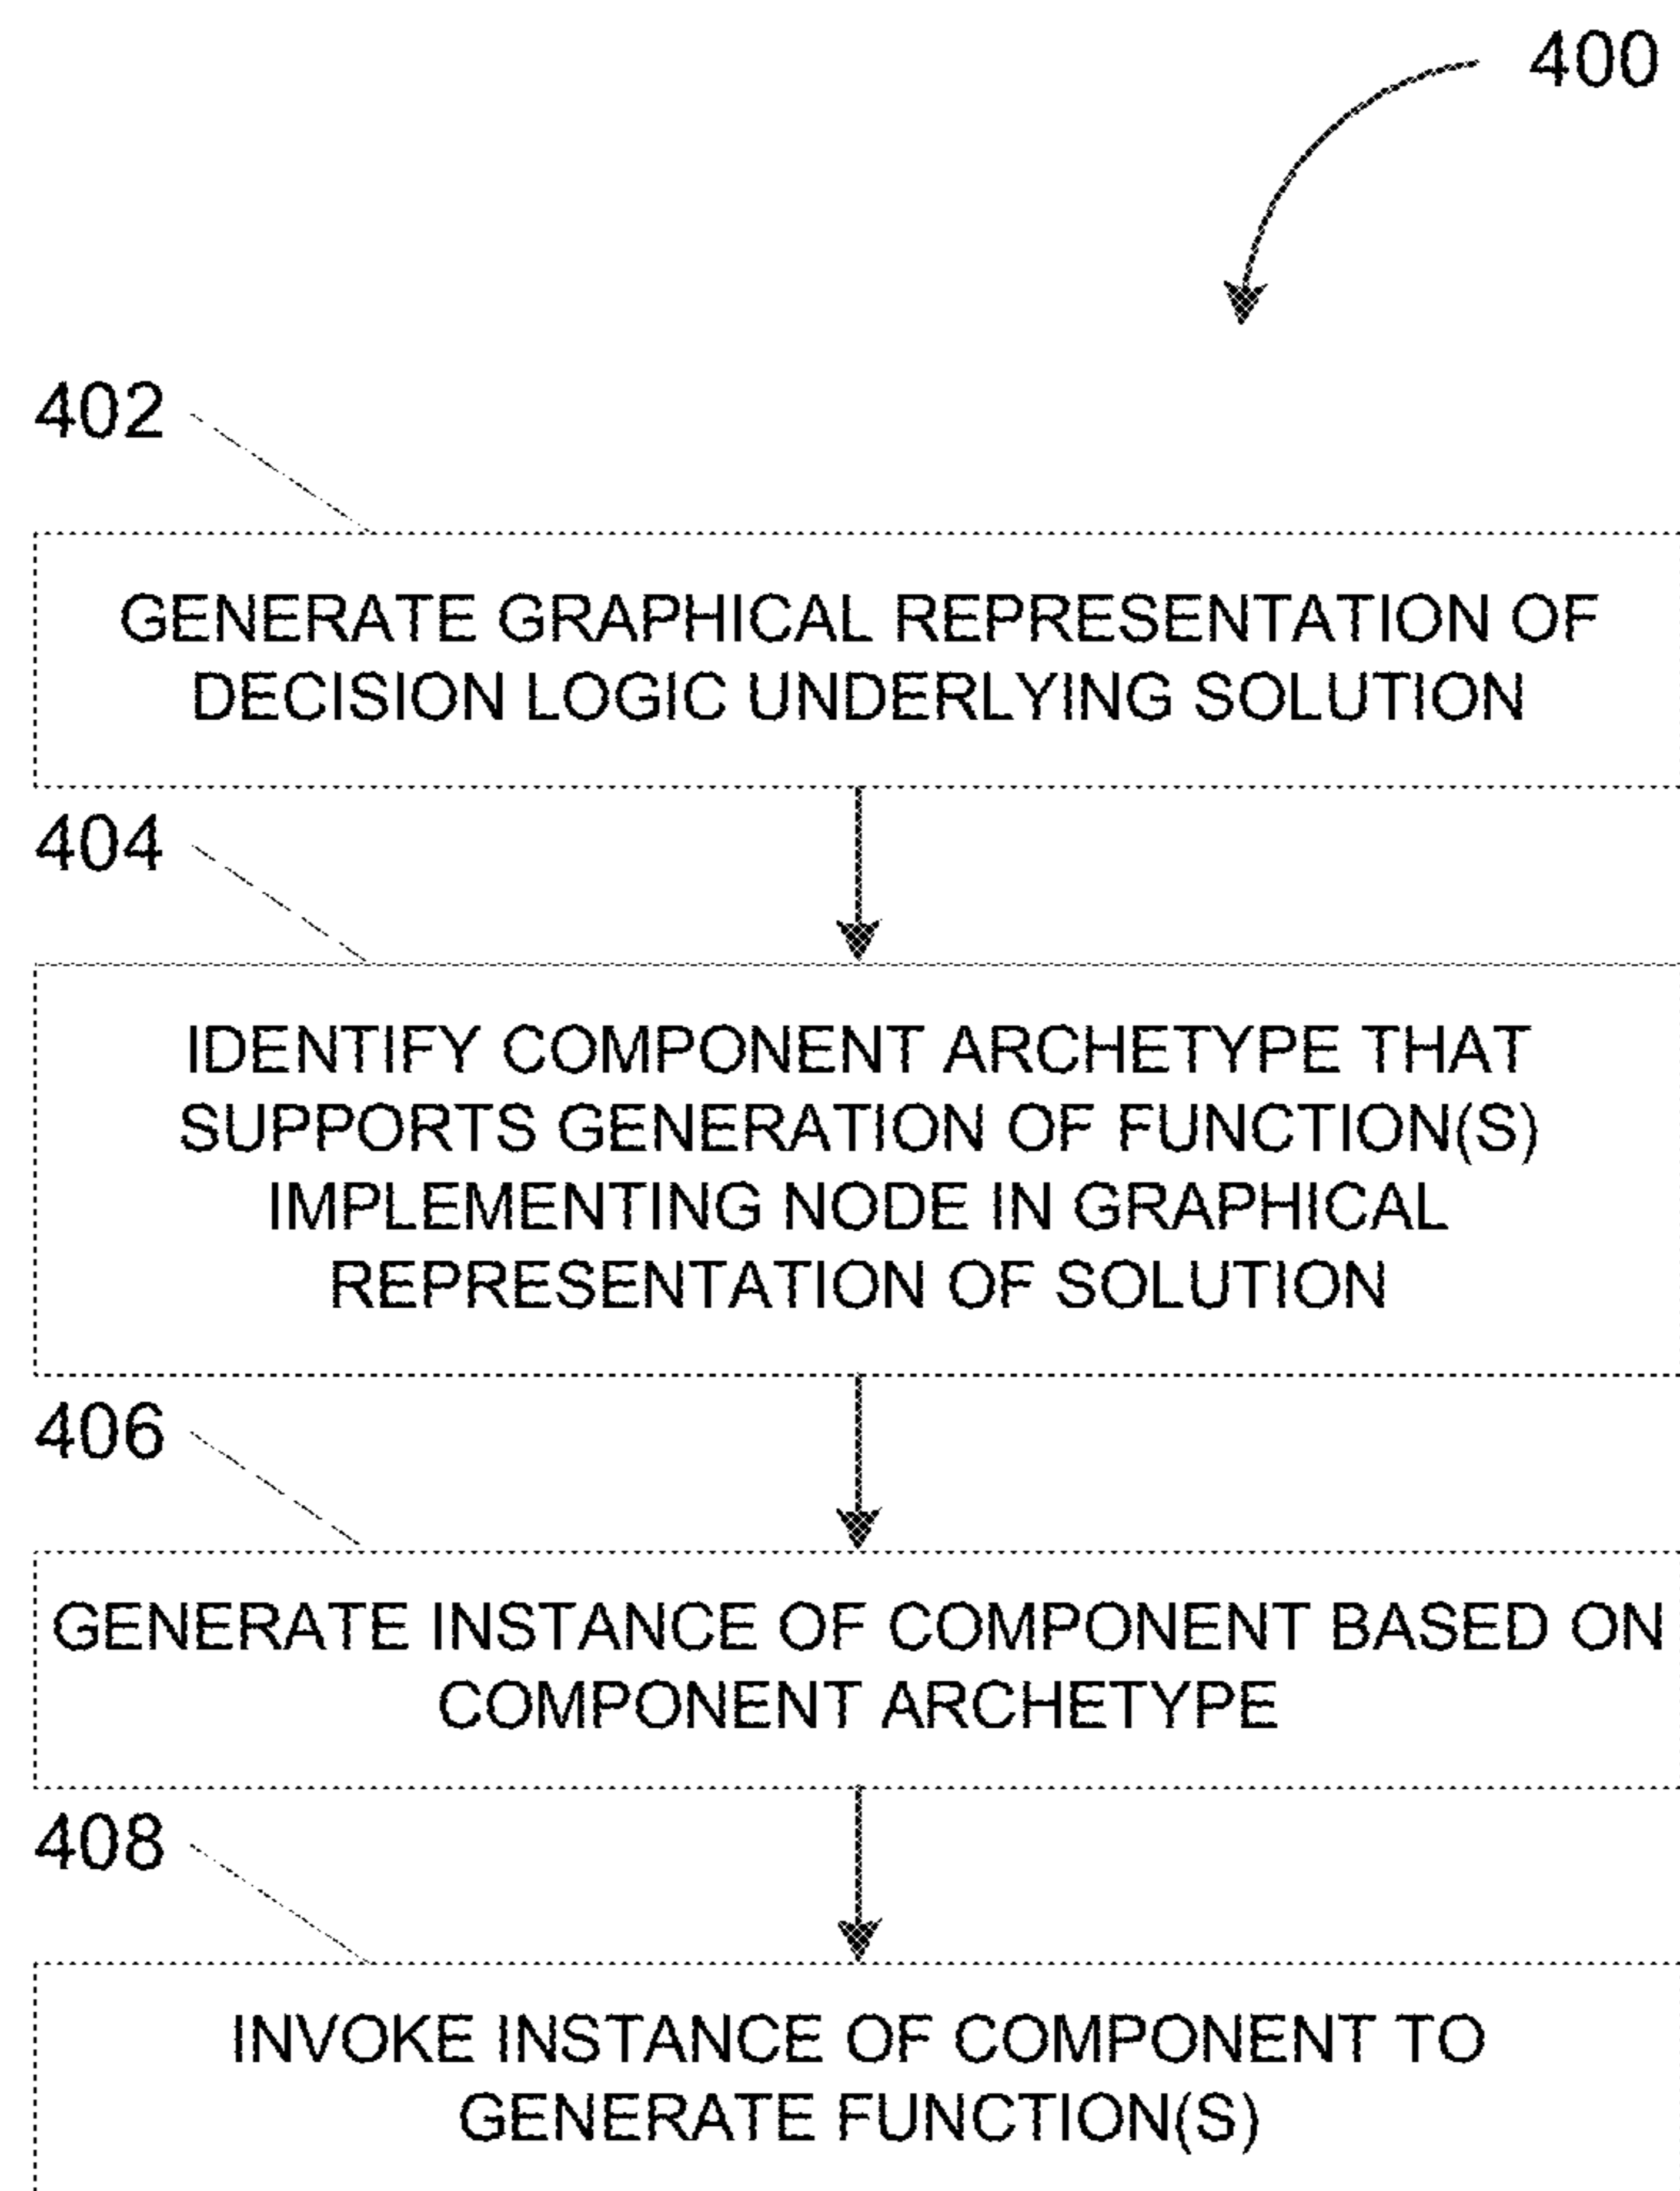 400
402
GENERATE GRAPHICAL REPRESENTATION OF
DECISION LOGIC UNDERLYING SOLUTION
404
IDENTIFY COMPONENT ARCHETYPE THAT
SUPPORTS GENERATION OF FUNCTION(S)
IMPLEMENTING NODE IN GRAPHICAL
REPRESENTATION OF SOLUTION
406
GENERATE INSTANCE OF COMPONENT BASED ON
COMPONENT ARCHETYPE
408
INVOKE INSTANCE OF COMPONENT TO
GENERATE FUNCTION(S)